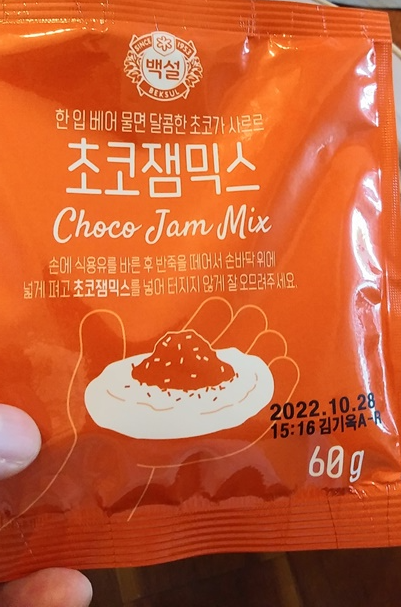 SINCE 1953
백설
BEKSUL
한 입 베어 물면 달콤한 초코가 사르르
초코잼믹스
Choco Jam Mix
손에 식용유를 바른 후 반죽을 떼어서 손바닥 위에
넓게 펴고 초코잼믹스를 넣어 터지지 않게 잘 오므려주세요.
2022.10.28
15:16 김기옥A-R
60g